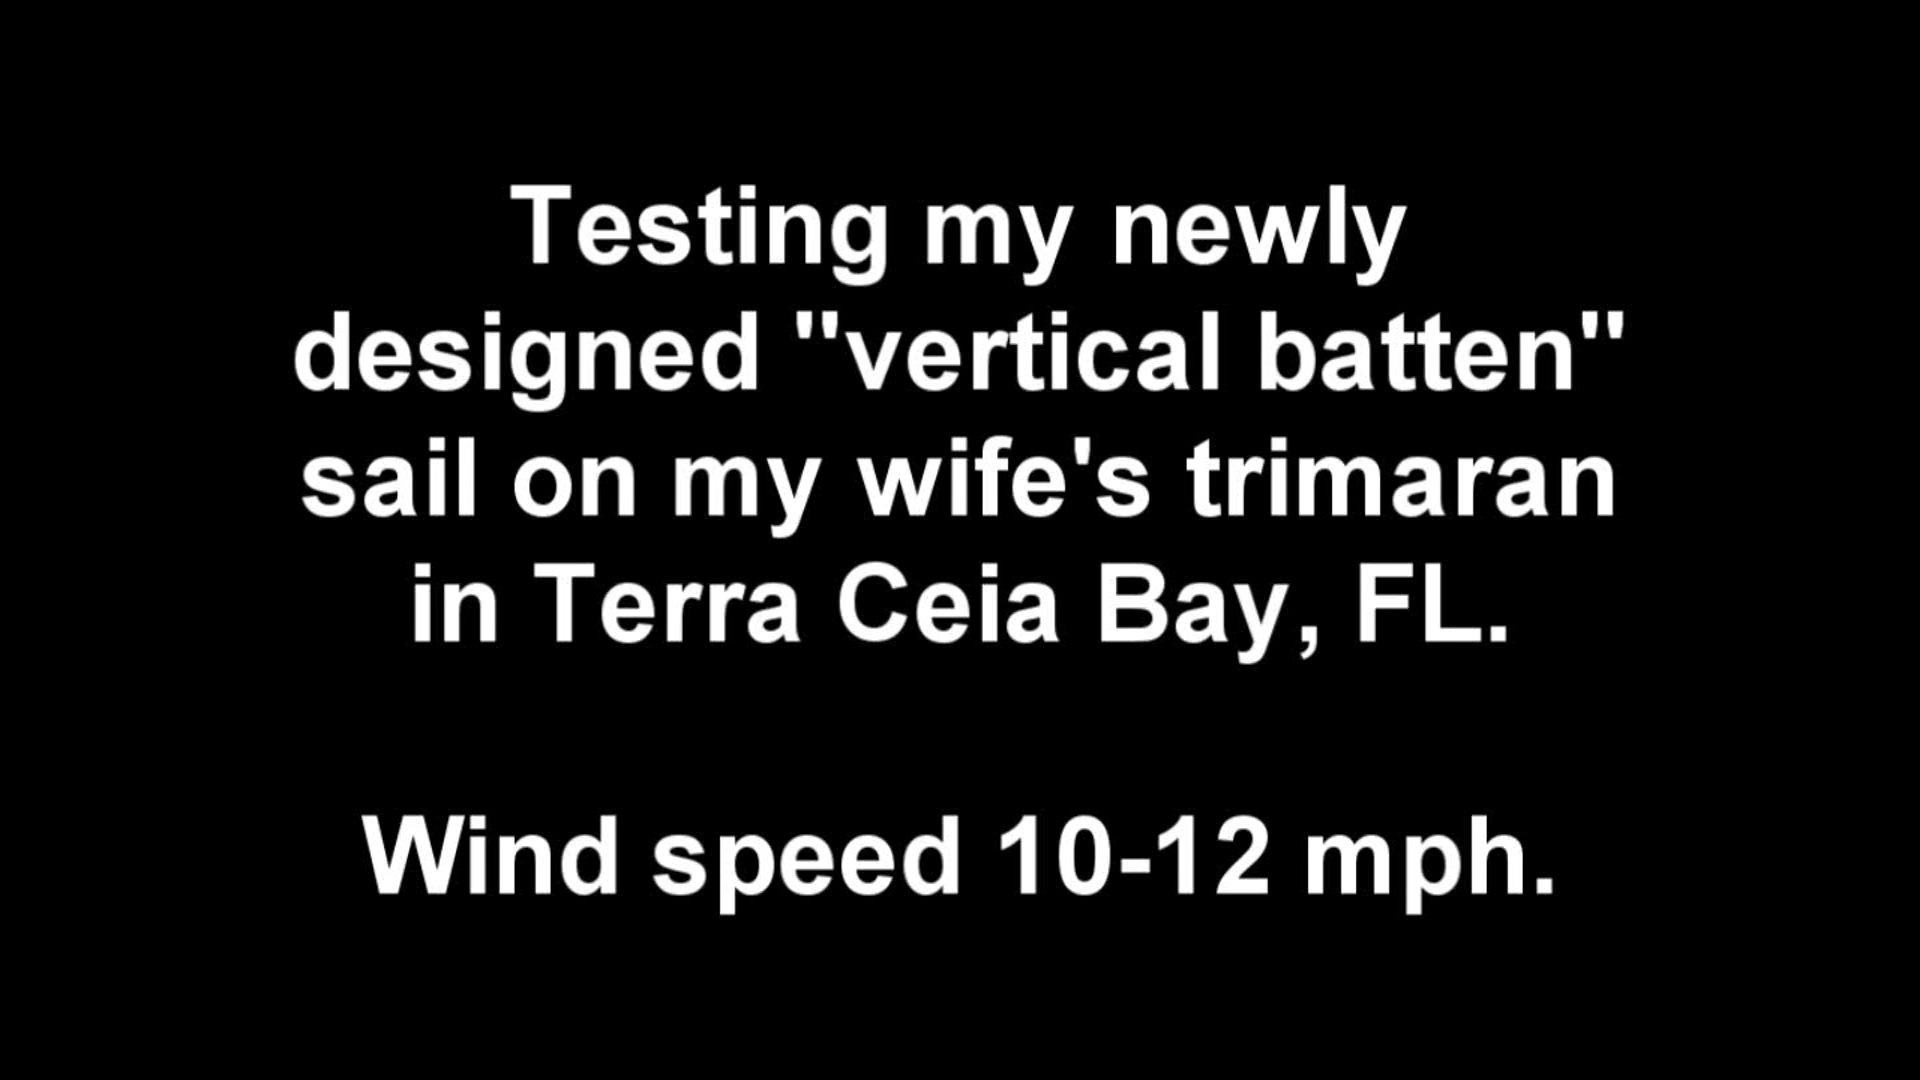 Testing my newly
designed "vertical batten"
sail on my wife's trimaran
in Terra Ceia Bay, FL.
Wind speed 10-12 mph.